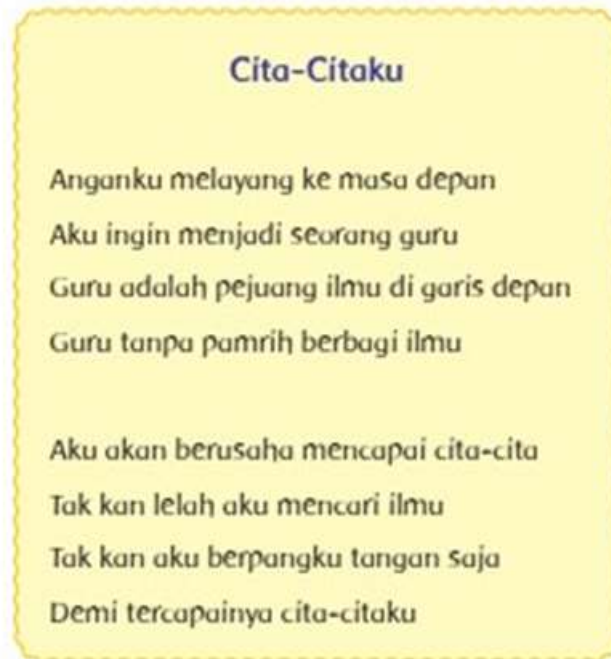 Cita-Citaku
Anganku melayang ke masa depan
Aku ingin menjadi seorang guru
Guru adalah pejuang ilmu di garis depan
Guru tanpa pamrih berbagi ilmu
Aku akan berusaha mencapai cita-cita
Tak kan lelah aku mencari ilmu
Tak kan aku berpangku tangan saja
Demi tercapainya cita-citaku